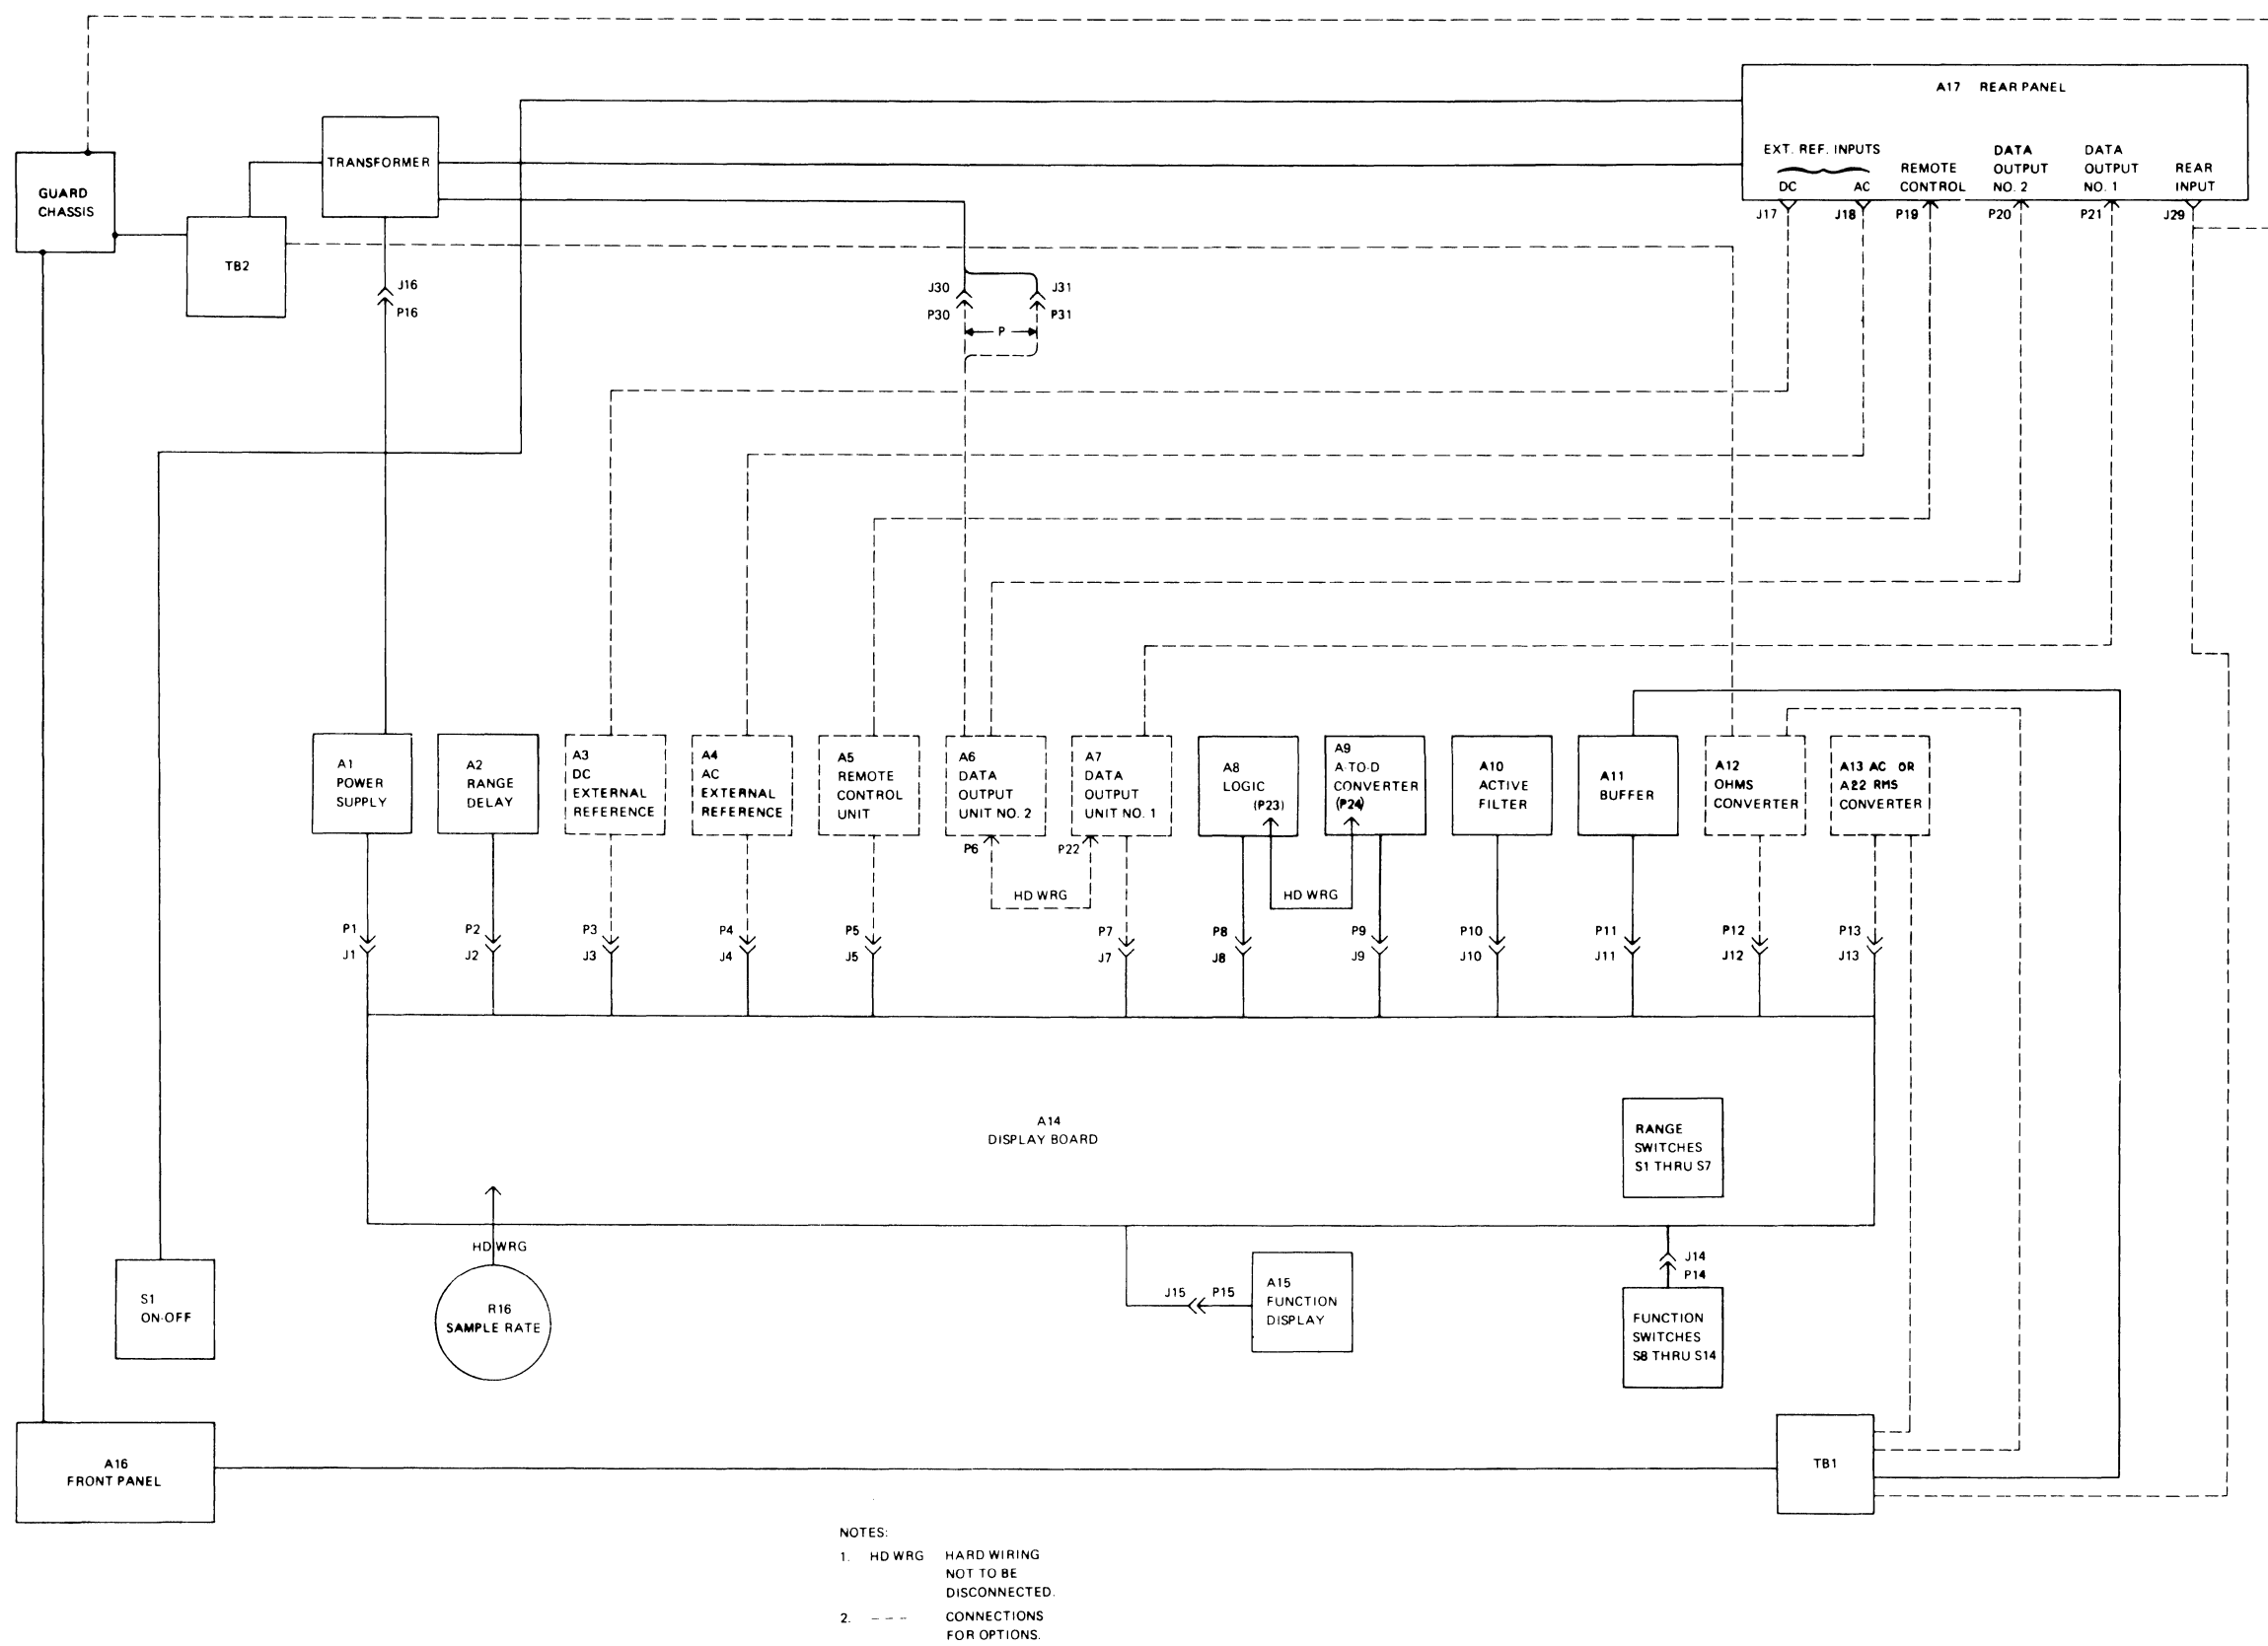 A17 REAR PANEL
EXT. REF. INPUTS
DC
AC
REMOTE
CONTROL
DATA
OUTPUT
NO. 2
DATA
OUTPUT
NO. 1
REAR
INPUT
J17
J18
P19
P20
P21
J29
TRANSFORMER
GUARD
CHASSIS
TB2
J16
P16
J30
P30
J31
P31
P
A1
POWER
SUPPLY
A2
RANGE
DELAY
A3
DC
EXTERNAL
REFERENCE
A4
AC
EXTERNAL
REFERENCE
A5
REMOTE
CONTROL
UNIT
A6
DATA
OUTPUT
UNIT NO. 2
A7
DATA
OUTPUT
UNIT NO. 1
A8
LOGIC
(P23)
A9
A-TO-D
CONVERTER
(P24)
A10
ACTIVE
FILTER
A11
BUFFER
A12
OHMS
CONVERTER
A13 AC OR
A22 RMS
CONVERTER
P6
P22
HD WRG
HD WRG
P1
J1
P2
J2
P3
J3
P4
J4
P5
J5
P7
J7
P8
J8
P9
J9
P10
J10
P11
J11
P12
J12
P13
J13
A14
DISPLAY BOARD
RANGE
SWITCHES
S1 THRU S7
HD WRG
R16
SAMPLE RATE
S1
ON-OFF
J15
P15
A15
FUNCTION
DISPLAY
J14
P14
FUNCTION
SWITCHES
S8 THRU S14
A16
FRONT PANEL
TB1
NOTES:
1. HD WRG HARD WIRING
NOT TO BE
DISCONNECTED.
2. --- CONNECTIONS
FOR OPTIONS.